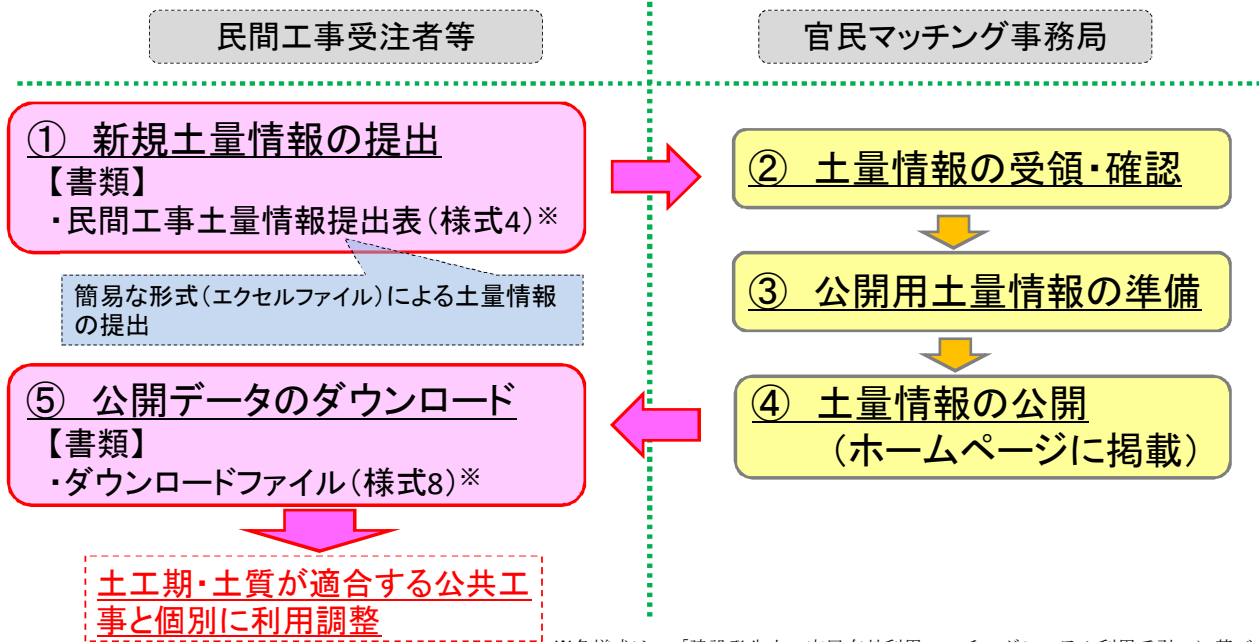 民間工事受注者等
官民マッチング事務局
① 新規土量情報の提出
【書類】
・民間工事土量情報提出表(様式4)※
簡易な形式(エクセルファイル)による土量情報
の提出
② 土量情報の受領・確認
③ 公開用土量情報の準備
④ 土量情報の公開
(ホームページに掲載)
⑤ 公開データのダウンロード
【書類】
・ダウンロードファイル(様式8)※
土工期・土質が適合する公共工
事と個別に利用調整